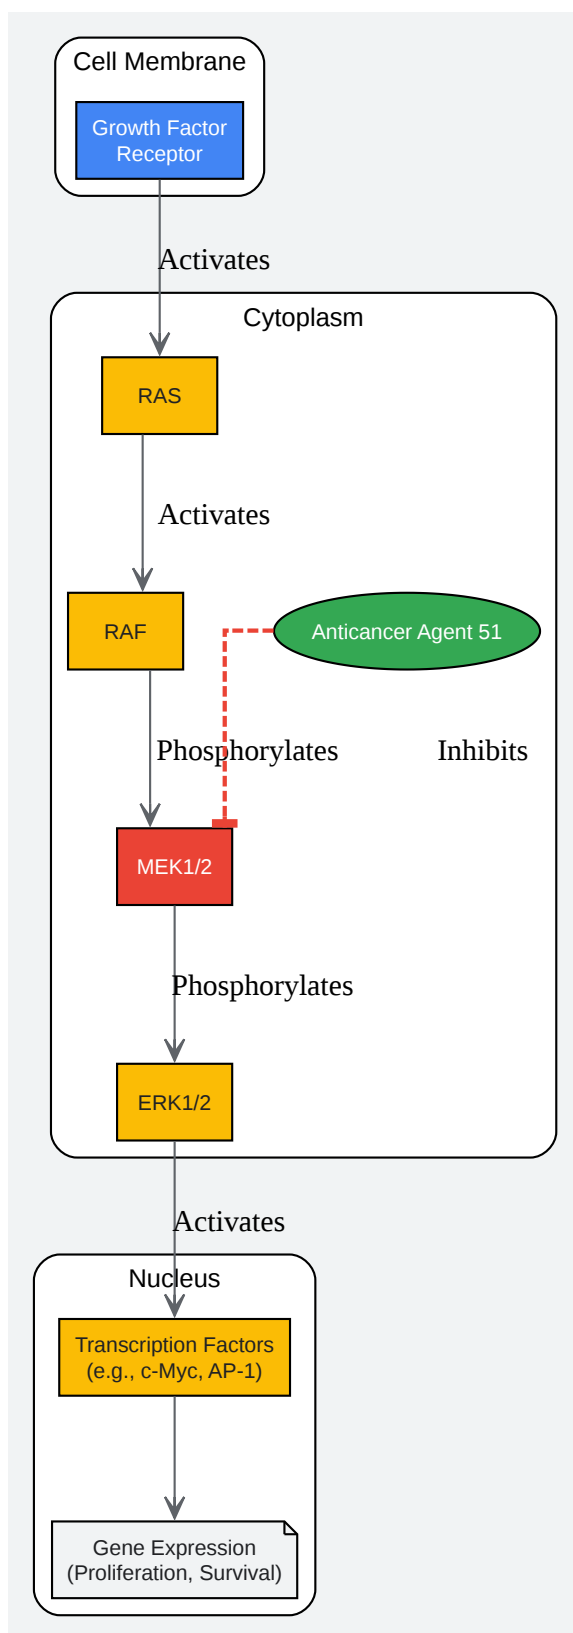 Cell Membrane
Growth Factor
Receptor
Activates
Cytoplasm
RAS
Activates
RAF
Anticancer Agent 51
Phosphorylates
Inhibits
MEK1/2
Phosphorylates
ERK1/2
Activates
Nucleus
Transcription Factors
(e.g., c-Myc, AP-1)
Gene Expression
(Proliferation, Survival)